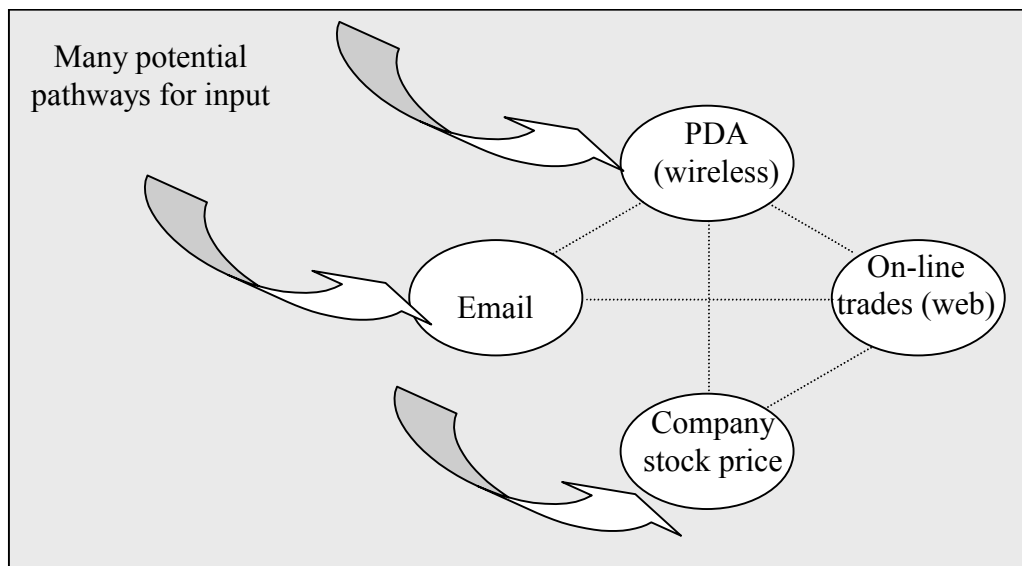 Many potential
pathways for input
PDA
(wireless)
Email
On-line
trades (web)
Company
stock price